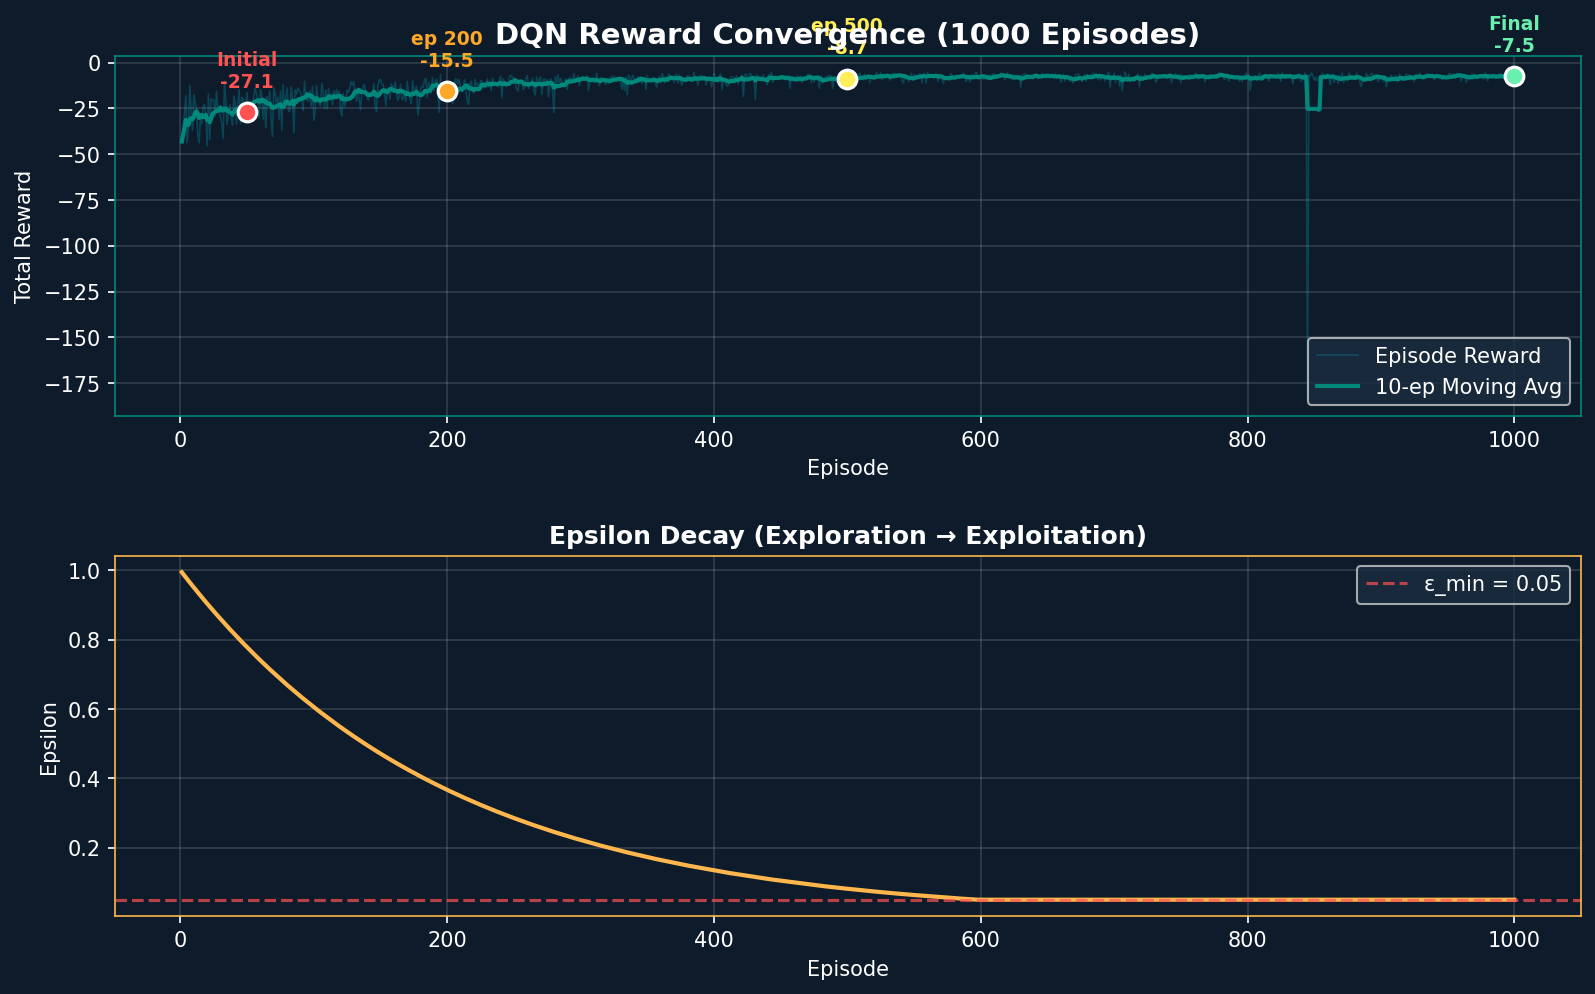 DQN Reward Convergence (1000 Episodes)
Initial
-27.1
ep 200
-15.5
ep 500
-8.7
Final
-7.5
Total Reward
0
−25
−50
−75
−100
−125
−150
−175
Episode Reward
10-ep Moving Avg
0
200
400
600
800
1000
Episode
Epsilon Decay (Exploration → Exploitation)
Epsilon
1.0
0.8
0.6
0.4
0.2
ε_min = 0.05
0
200
400
600
800
1000
Episode